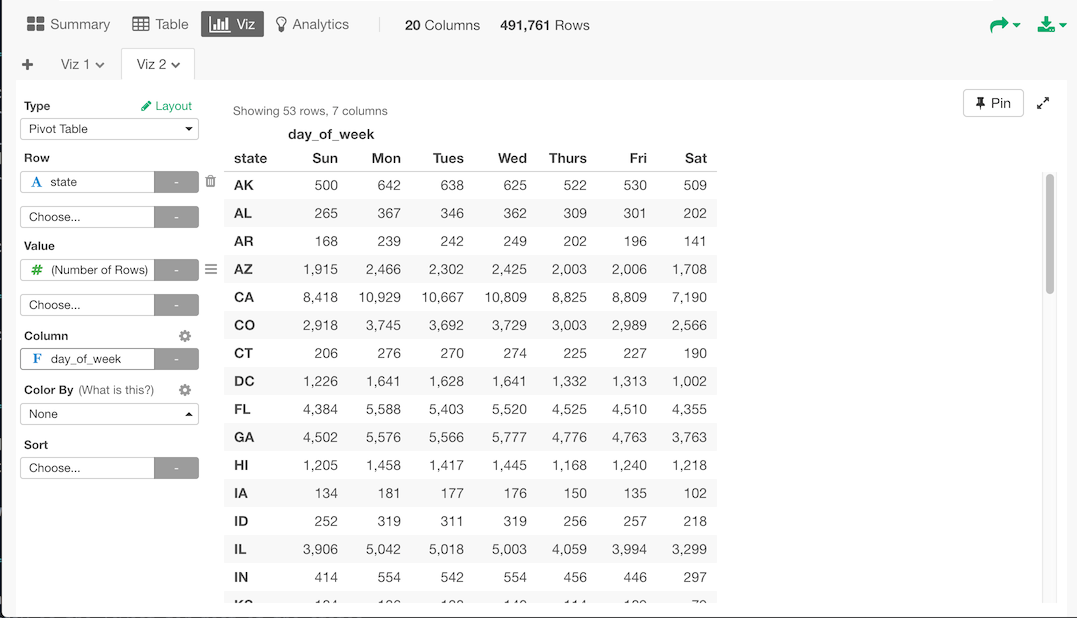 Summary Table Viz Analytics 20 Columns 491,761 Rows
+ Viz 1 Viz 2
Type Layout
Pivot Table
Row
A state -
Choose... -
Value
# (Number of Rows) -
Choose... -
Column
F day_of_week -
Color By (What is this?)
None
Sort
Choose... -
Showing 53 rows, 7 columns
Pin
day_of_week
state Sun Mon Tues Wed Thurs Fri Sat
AK 500 642 638 625 522 530 509
AL 265 367 346 362 309 301 202
AR 168 239 242 249 202 196 141
AZ 1,915 2,466 2,302 2,425 2,003 2,006 1,708
CA 8,418 10,929 10,667 10,809 8,825 8,809 7,190
CO 2,918 3,745 3,692 3,729 3,003 2,989 2,566
CT 206 276 270 274 225 227 190
DC 1,226 1,641 1,628 1,641 1,332 1,313 1,002
FL 4,384 5,588 5,403 5,520 4,525 4,510 4,355
GA 4,502 5,576 5,566 5,777 4,776 4,763 3,763
HI 1,205 1,458 1,417 1,445 1,168 1,240 1,218
IA 134 181 177 176 150 135 102
ID 252 319 311 319 256 257 218
IL 3,906 5,042 5,018 5,003 4,059 3,994 3,299
IN 414 554 542 554 456 446 297